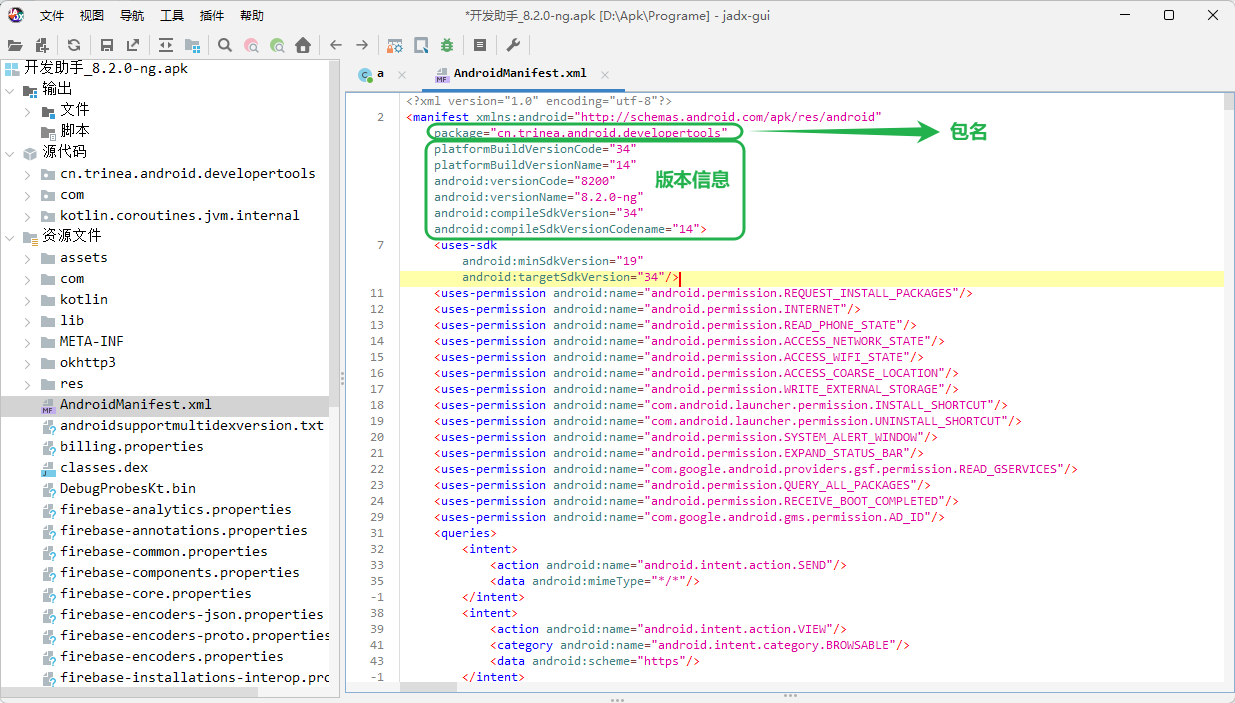 文件 视图 导航 工具 插件 帮助 *开发助手_8.2.0-ng.apk [D:\Apk\Programe] - jadx-gui
开发助手_8.2.0-ng.apk
输出
文件
脚本
源代码
cn.trinea.android.developertools
com
kotlin.coroutines.jvm.internal
资源文件
assets
com
kotlin
lib
META-INF
okhttp3
res
AndroidManifest.xml
androidsupportmultidexversion.txt
billing.properties
classes.dex
DebugProbesKt.bin
firebase-analytics.properties
firebase-annotations.properties
firebase-common.properties
firebase-components.properties
firebase-core.properties
firebase-encoders-json.properties
firebase-encoders-proto.properties
firebase-encoders.properties
firebase-installations-interop.pro
a AndroidManifest.xml
<?xml version="1.0" encoding="utf-8"?>
2 <manifest xmlns:android="http://schemas.android.com/apk/res/android"
package="cn.trinea.android.developertools" 包名
platformBuildVersionCode="34"
platformBuildVersionName="14"
android:versionCode="8200" 版本信息
android:versionName="8.2.0-ng"
android:compileSdkVersion="34"
android:compileSdkVersionCodename="14">
7 <uses-sdk
android:minSdkVersion="19"
android:targetSdkVersion="34"/>
11 <uses-permission android:name="android.permission.REQUEST_INSTALL_PACKAGES"/>
12 <uses-permission android:name="android.permission.INTERNET"/>
13 <uses-permission android:name="android.permission.READ_PHONE_STATE"/>
14 <uses-permission android:name="android.permission.ACCESS_NETWORK_STATE"/>
15 <uses-permission android:name="android.permission.ACCESS_WIFI_STATE"/>
16 <uses-permission android:name="android.permission.ACCESS_COARSE_LOCATION"/>
17 <uses-permission android:name="android.permission.WRITE_EXTERNAL_STORAGE"/>
18 <uses-permission android:name="com.android.launcher.permission.INSTALL_SHORTCUT"/>
19 <uses-permission android:name="com.android.launcher.permission.UNINSTALL_SHORTCUT"/>
20 <uses-permission android:name="android.permission.SYSTEM_ALERT_WINDOW"/>
21 <uses-permission android:name="android.permission.EXPAND_STATUS_BAR"/>
22 <uses-permission android:name="com.google.android.providers.gsf.permission.READ_GSERVICES"/>
23 <uses-permission android:name="android.permission.QUERY_ALL_PACKAGES"/>
24 <uses-permission android:name="android.permission.RECEIVE_BOOT_COMPLETED"/>
29 <uses-permission android:name="com.google.android.gms.permission.AD_ID"/>
31 <queries>
32 <intent>
33 <action android:name="android.intent.action.SEND"/>
35 <data android:mimeType="*/*"/>
-1 </intent>
38 <intent>
39 <action android:name="android.intent.action.VIEW"/>
41 <category android:name="android.intent.category.BROWSABLE"/>
43 <data android:scheme="https"/>
-1 </intent>